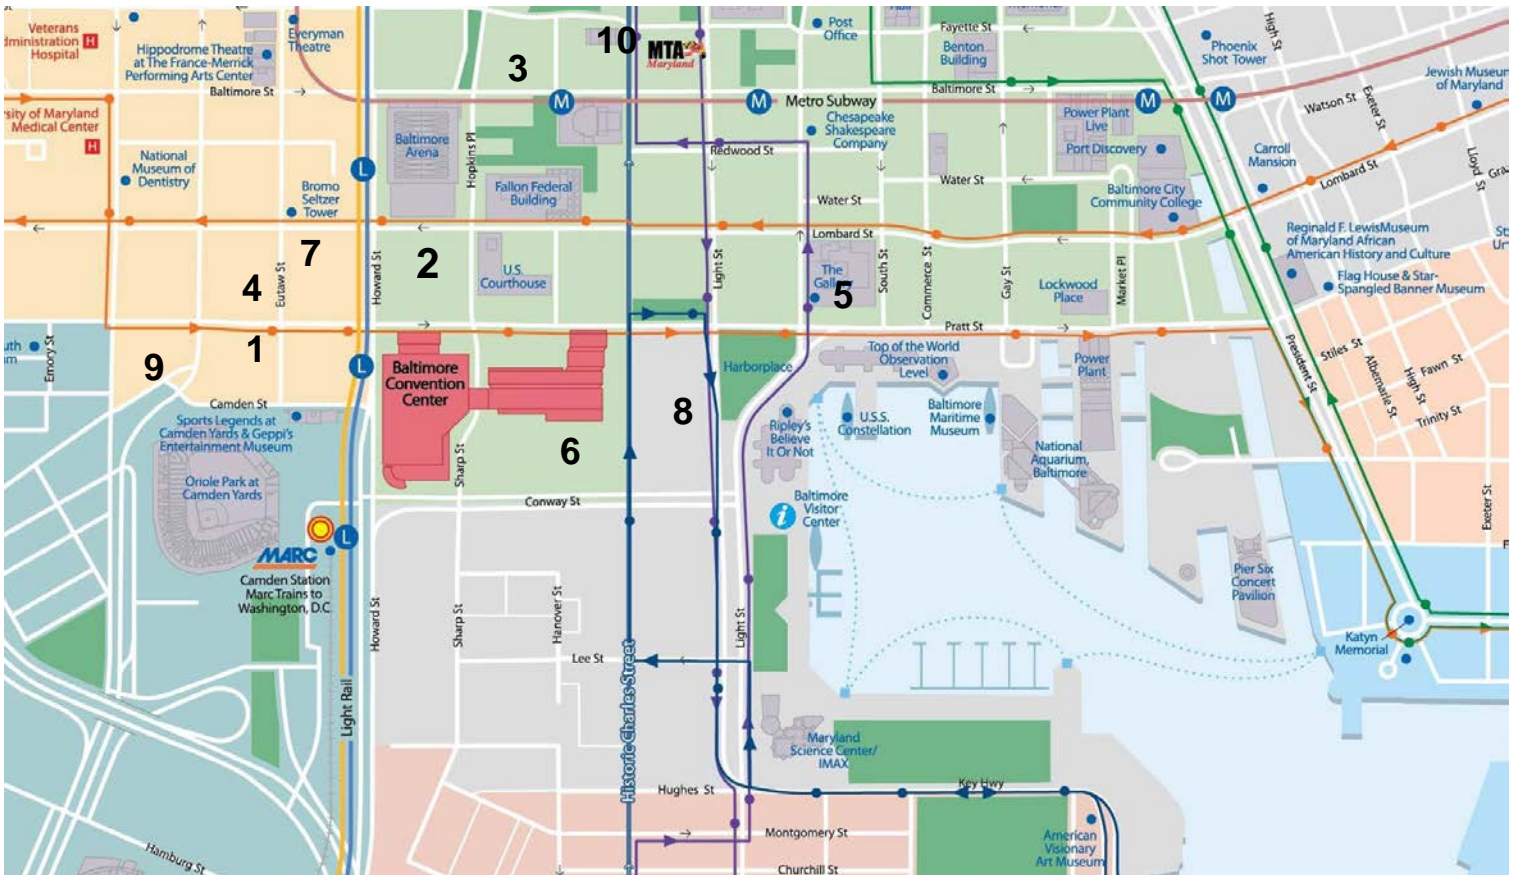 Veterans
dministration
Hospital
H
Hippodrome Theatre
at The France-Merrick
Performing Arts Center
Everyman
Theatre
Baltimore St
3
10
MTA
Maryland
Post
Office
Fayette St
Benton
Building
High St
Phoenix
Shot Tower
Jewish Museum
of Maryland
Baltimore St
M
M
Metro Subway
M
M
Watson St
Exeter St
sity of Maryland
Medical Center
H
National
Museum of
Dentistry
L
Baltimore
Arena
Hopkins Pl
Chesapeake
Shakespeare
Company
Redwood St
Power Plant
Live
Port Discovery
Carroll
Mansion
Lombard St
Lloyd St
Bromo
Seltzer
Tower
Fallon Federal
Building
Water St
Water St
Baltimore City
Community College
Lombard St
Reginald F. LewisMuseum
of Maryland African
American History and Culture
Flag House & Star-
Spangled Banner Museum
7
4
Eutaw St
Howard St
2
U.S.
Courthouse
Light St
The
Gallery
5
South St
Commerce St
Gay St
Lockwood
Place
Market Pl
Pratt St
President St
Stiles St
Albemarle St
High St
Fawn St
Trinity St
Emory St
1
9
L
Baltimore
Convention
Center
Harborplace
Top of the World
Observation
Level
Power
Plant
Camden St
Sports Legends at
Camden Yards & Geppi's
Entertainment Museum
8
Ripley's
Believe
It Or Not
U.S.S.
Constellation
Baltimore
Maritime
Museum
National
Aquarium,
Baltimore
Oriole Park at
Camden Yards
Sharp St
6
Conway St
i
Baltimore
Visitor
Center
Exeter St
L
MARC
Camden Station
Marc Trains to
Washington, D.C.
Howard St
Sharp St
Hanover St
Light St
Lee St
Pier Six
Concert
Pavilion
Katyn
Memorial
Light Rail
Historic Charles Street
Maryland
Science Center/
IMAX
Hughes St
Key Hwy
Montgomery St
American
Visionary
Art Museum
Hamburg St
Churchill St